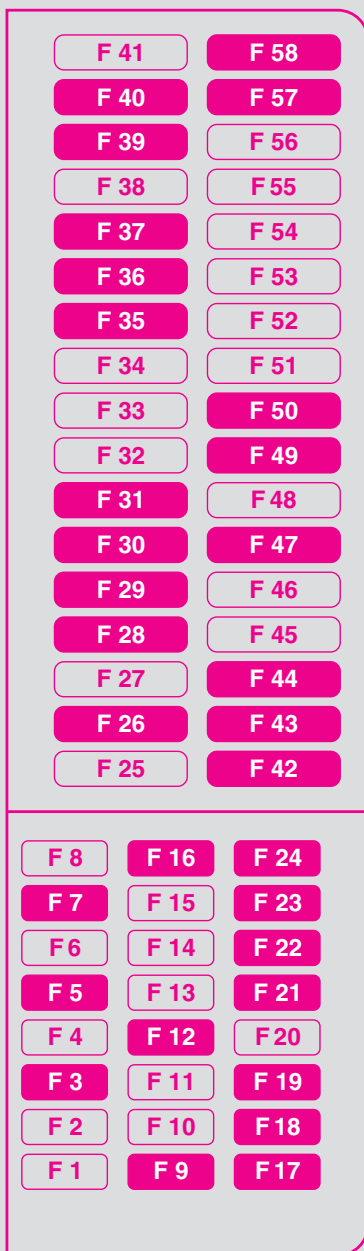 F 41 F 58
F 40 F 57
F 39 F 56
F 38 F 55
F 37 F 54
F 36 F 53
F 35 F 52
F 34 F 51
F 33 F 50
F 32 F 49
F 31 F 48
F 30 F 47
F 29 F 46
F 28 F 45
F 27 F 44
F 26 F 43
F 25 F 42
F 8 F 16 F 24
F 7 F 15 F 23
F 6 F 14 F 22
F 5 F 13 F 21
F 4 F 12 F 20
F 3 F 11 F 19
F 2 F 10 F 18
F 1 F 9 F 17